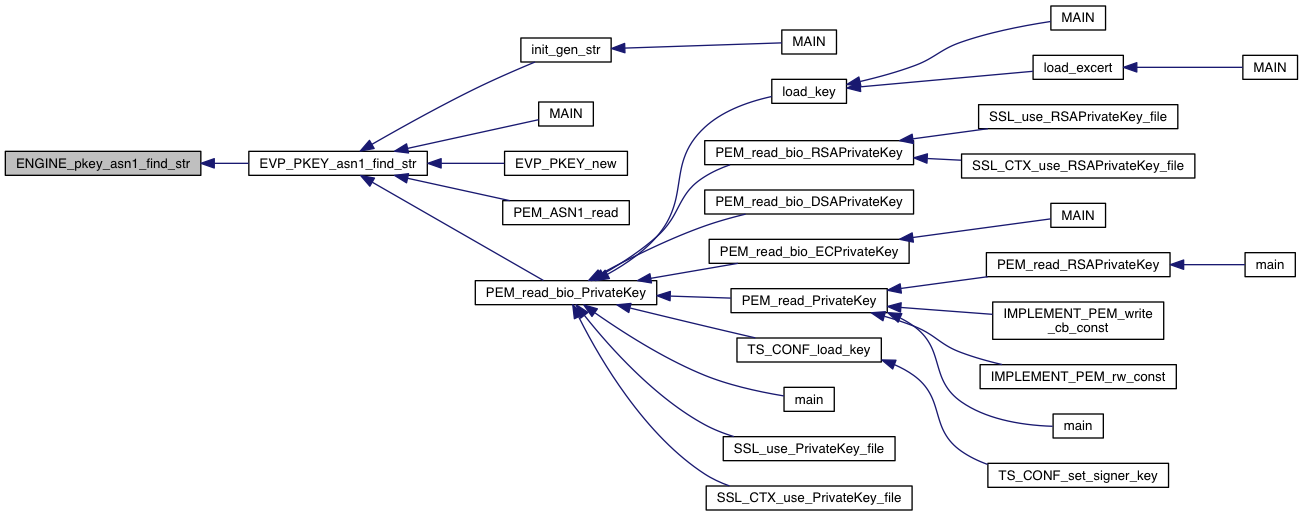 ENGINE_pkey_asn1_find_str
EVP_PKEY_asn1_find_str
init_gen_str
MAIN
MAIN
EVP_PKEY_new
PEM_ASN1_read
PEM_read_bio_PrivateKey
load_key
MAIN
load_excert
MAIN
PEM_read_bio_RSAPrivateKey
SSL_use_RSAPrivateKey_file
SSL_CTX_use_RSAPrivateKey_file
PEM_read_bio_DSAPrivateKey
PEM_read_bio_ECPrivateKey
MAIN
PEM_read_PrivateKey
PEM_read_RSAPrivateKey
main
IMPLEMENT_PEM_write
_cb_const
IMPLEMENT_PEM_rw_const
main
TS_CONF_load_key
TS_CONF_set_signer_key
main
SSL_use_PrivateKey_file
SSL_CTX_use_PrivateKey_file